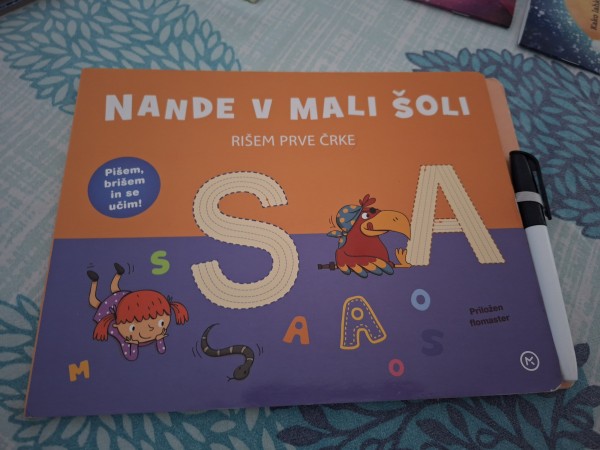 NANDE V MALI ŠOLI
RIŠEM PRVE ČRKE
Pišem,
brišem
in se
učim!
S A
S
A A O S
M O
Priložen
flomaster